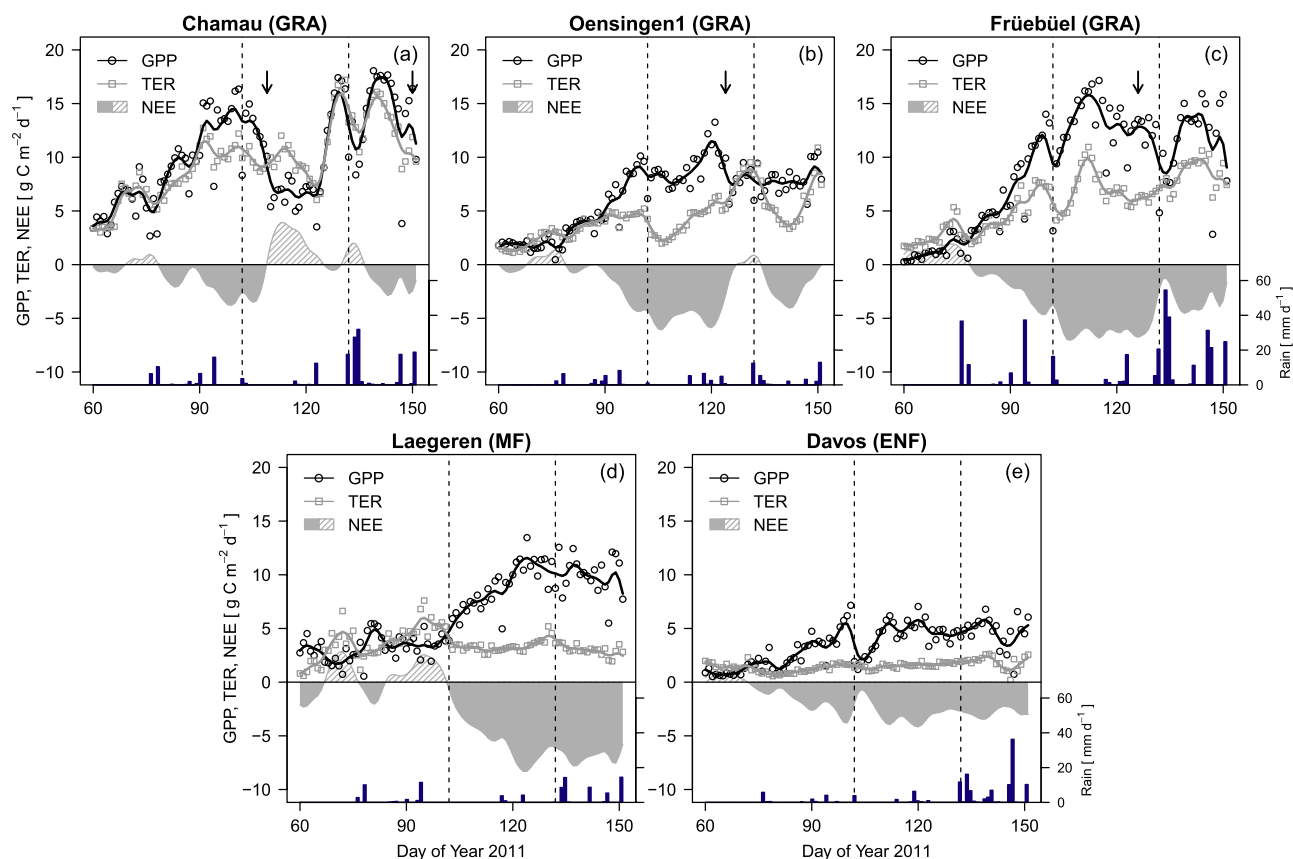 Chamau (GRA)
Oensingen1 (GRA)
Früebüel (GRA)
20
15
10
5
0
−5
−10
GPP, TER, NEE [ g C m−2 d−1 ]
GPP
TER
NEE
(a)
60
90
120
150
20
15
10
5
0
−5
−10
GPP
TER
NEE
(b)
60
90
120
150
20
15
10
5
0
−5
−10
GPP
TER
NEE
(c)
60
40
20
0
Rain [ mm d−1 ]
60
90
120
150
Laegeren (MF)
Davos (ENF)
20
15
10
5
0
−5
−10
GPP, TER, NEE [ g C m−2 d−1 ]
GPP
TER
NEE
(d)
60
90
120
150
Day of Year 2011
20
15
10
5
0
−5
−10
GPP
TER
NEE
(e)
60
40
20
0
Rain [ mm d−1 ]
60
90
120
150
Day of Year 2011